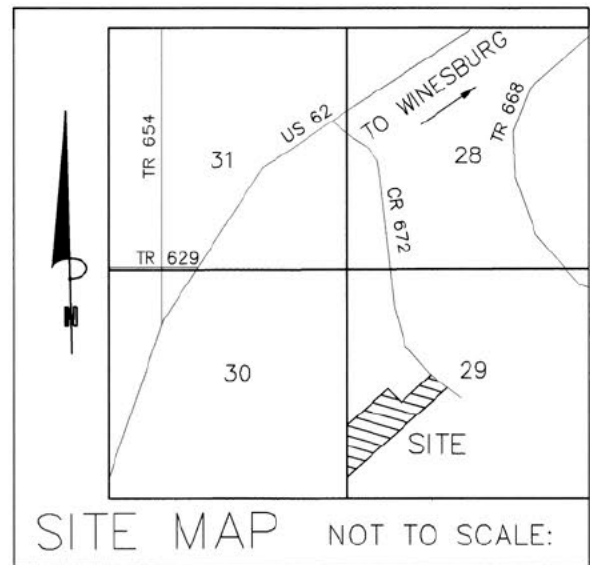 TO WINESBURG
US 62
TR 668
TR 654
31
28
CR 672
TR 629
N
30
29
SITE
SITE MAP NOT TO SCALE: